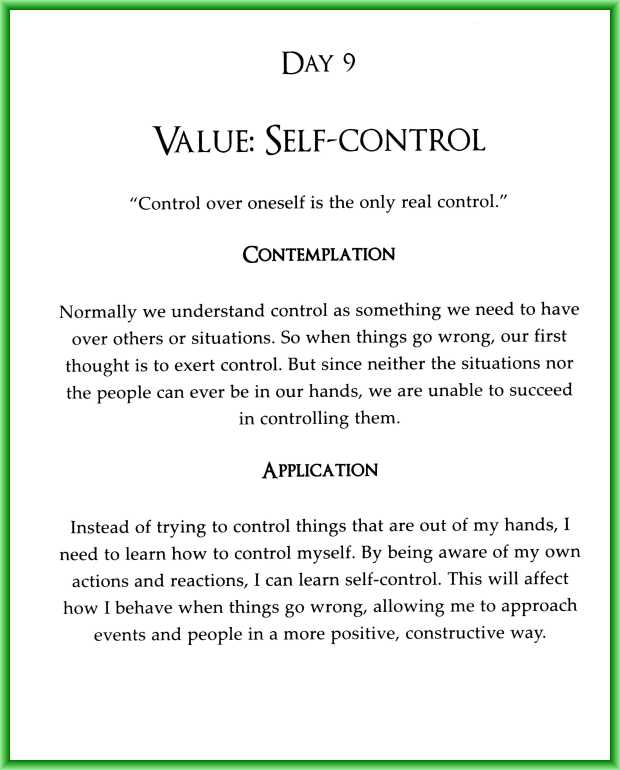 Day 9
Value: Self-control
“Control over oneself is the only real control.”
Contemplation
Normally we understand control as something we need to have
over others or situations. So when things go wrong, our first
thought is to exert control. But since neither the situations nor
the people can ever be in our hands, we are unable to succeed
in controlling them.
Application
Instead of trying to control things that are out of my hands, I
need to learn how to control myself. By being aware of my own
actions and reactions, I can learn self-control. This will affect
how I behave when things go wrong, allowing me to approach
events and people in a more positive, constructive way.